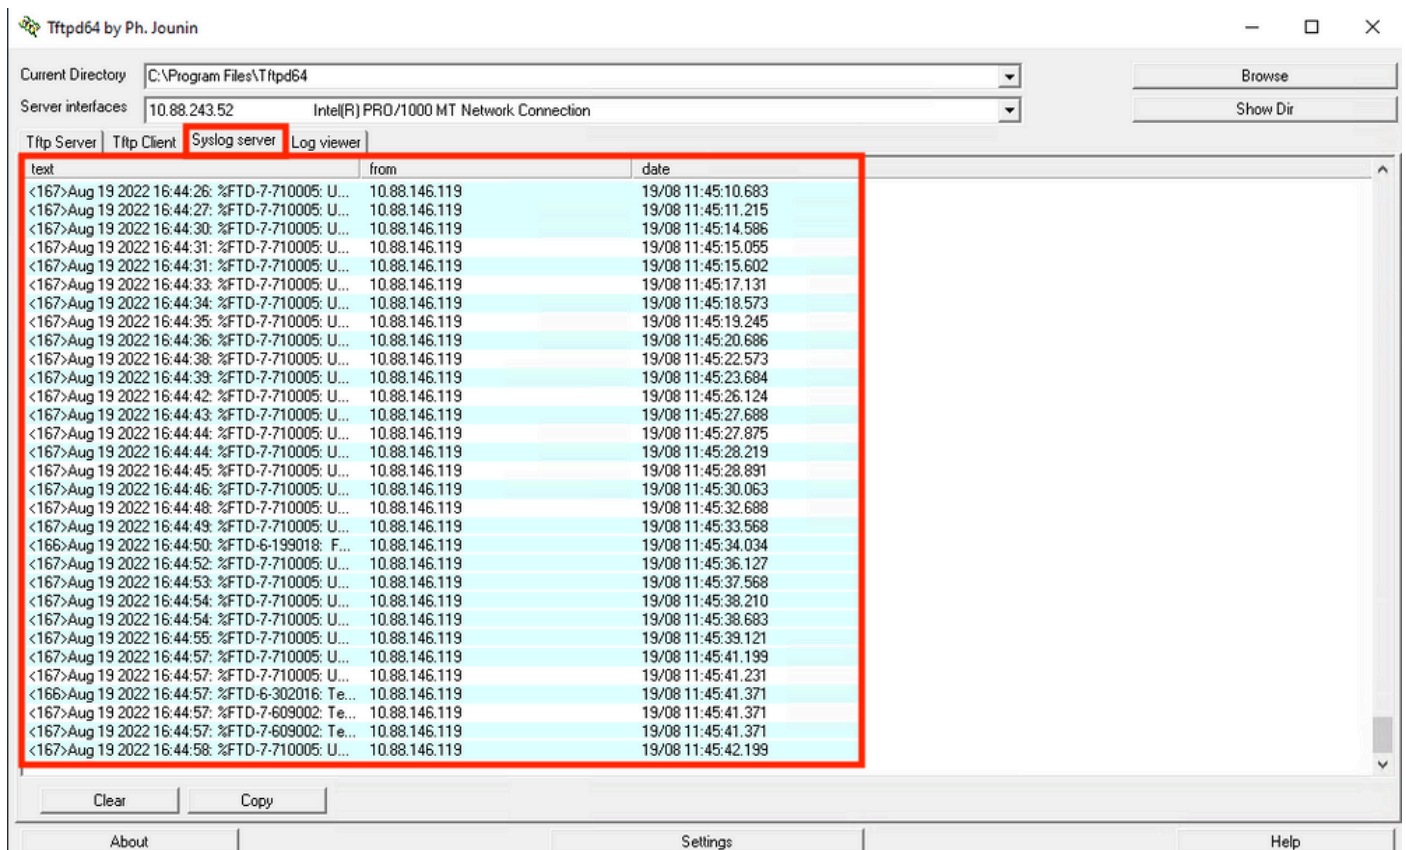 Tftpd64 by Ph. Jounin
Current Directory C:\Program Files\Tftpd64 Browse
Server interfaces 10.88.243.52 Intel(R) PRO/1000 MT Network Connection Show Dir
Tftp Server Tftp Client Syslog server Log viewer
text from date
<167>Aug 19 2022 16:44:26: %FTD-7-710005: U... 10.88.146.119 19/08 11:45:10.683
<167>Aug 19 2022 16:44:27: %FTD-7-710005: U... 10.88.146.119 19/08 11:45:11.215
<167>Aug 19 2022 16:44:30: %FTD-7-710005: U... 10.88.146.119 19/08 11:45:14.586
<167>Aug 19 2022 16:44:31: %FTD-7-710005: U... 10.88.146.119 19/08 11:45:15.055
<167>Aug 19 2022 16:44:31: %FTD-7-710005: U... 10.88.146.119 19/08 11:45:15.602
<167>Aug 19 2022 16:44:33: %FTD-7-710005: U... 10.88.146.119 19/08 11:45:17.131
<167>Aug 19 2022 16:44:34: %FTD-7-710005: U... 10.88.146.119 19/08 11:45:18.573
<167>Aug 19 2022 16:44:35: %FTD-7-710005: U... 10.88.146.119 19/08 11:45:19.245
<167>Aug 19 2022 16:44:36: %FTD-7-710005: U... 10.88.146.119 19/08 11:45:20.686
<167>Aug 19 2022 16:44:38: %FTD-7-710005: U... 10.88.146.119 19/08 11:45:22.573
<167>Aug 19 2022 16:44:39: %FTD-7-710005: U... 10.88.146.119 19/08 11:45:23.684
<167>Aug 19 2022 16:44:42: %FTD-7-710005: U... 10.88.146.119 19/08 11:45:26.124
<167>Aug 19 2022 16:44:43: %FTD-7-710005: U... 10.88.146.119 19/08 11:45:27.688
<167>Aug 19 2022 16:44:44: %FTD-7-710005: U... 10.88.146.119 19/08 11:45:27.875
<167>Aug 19 2022 16:44:44: %FTD-7-710005: U... 10.88.146.119 19/08 11:45:28.219
<167>Aug 19 2022 16:44:45: %FTD-7-710005: U... 10.88.146.119 19/08 11:45:28.891
<167>Aug 19 2022 16:44:46: %FTD-7-710005: U... 10.88.146.119 19/08 11:45:30.063
<167>Aug 19 2022 16:44:48: %FTD-7-710005: U... 10.88.146.119 19/08 11:45:32.688
<167>Aug 19 2022 16:44:49: %FTD-7-710005: U... 10.88.146.119 19/08 11:45:33.568
<166>Aug 19 2022 16:44:50: %FTD-6-199018: F... 10.88.146.119 19/08 11:45:34.034
<167>Aug 19 2022 16:44:52: %FTD-7-710005: U... 10.88.146.119 19/08 11:45:36.127
<167>Aug 19 2022 16:44:53: %FTD-7-710005: U... 10.88.146.119 19/08 11:45:37.568
<167>Aug 19 2022 16:44:54: %FTD-7-710005: U... 10.88.146.119 19/08 11:45:38.210
<167>Aug 19 2022 16:44:54: %FTD-7-710005: U... 10.88.146.119 19/08 11:45:38.683
<167>Aug 19 2022 16:44:55: %FTD-7-710005: U... 10.88.146.119 19/08 11:45:39.121
<167>Aug 19 2022 16:44:57: %FTD-7-710005: U... 10.88.146.119 19/08 11:45:41.199
<167>Aug 19 2022 16:44:57: %FTD-7-710005: U... 10.88.146.119 19/08 11:45:41.231
<166>Aug 19 2022 16:44:57: %FTD-6-302016: Te... 10.88.146.119 19/08 11:45:41.371
<167>Aug 19 2022 16:44:57: %FTD-7-609002: Te... 10.88.146.119 19/08 11:45:41.371
<167>Aug 19 2022 16:44:57: %FTD-7-609002: Te... 10.88.146.119 19/08 11:45:41.371
<167>Aug 19 2022 16:44:58: %FTD-7-710005: U... 10.88.146.119 19/08 11:45:42.199
Clear Copy
About Settings Help